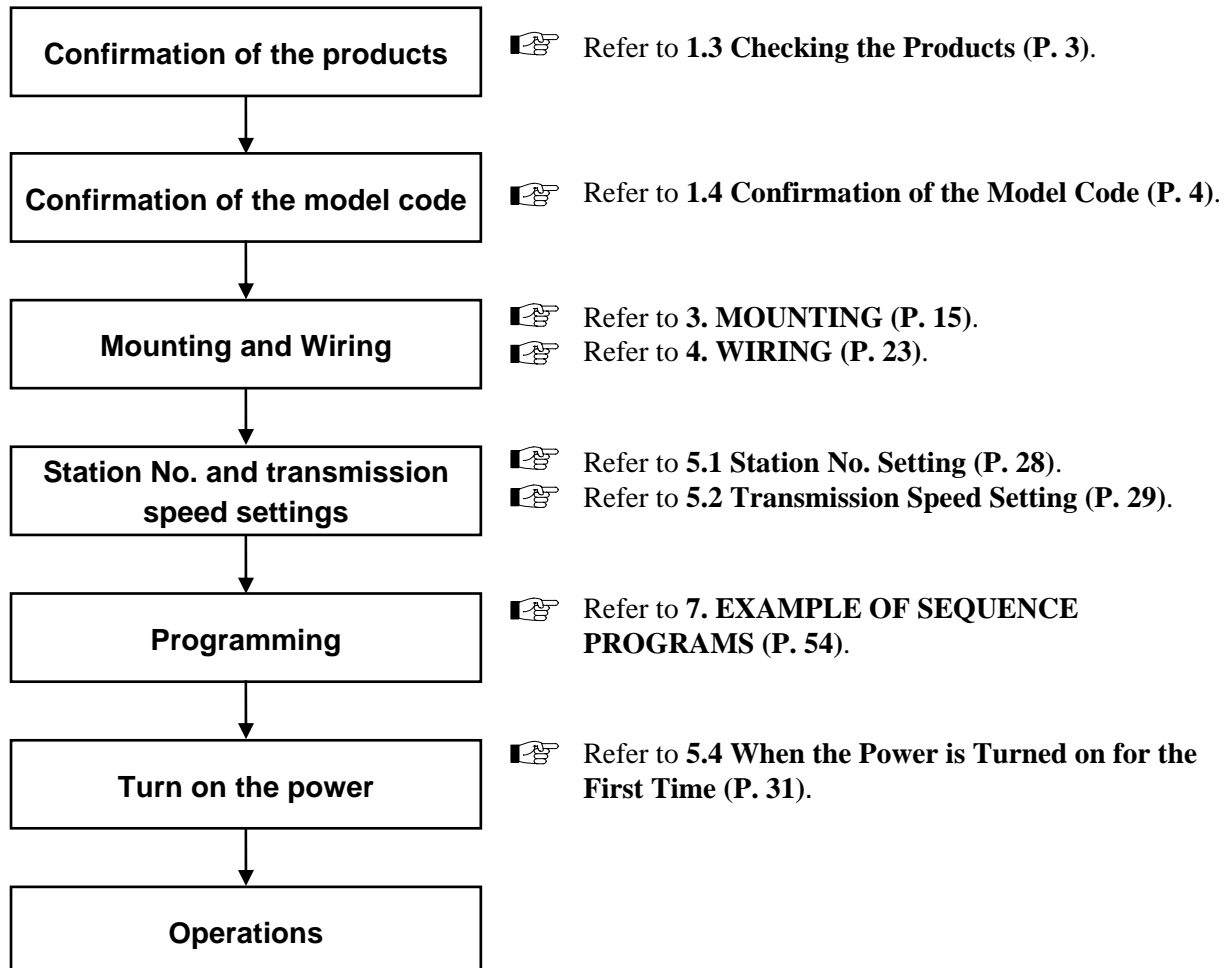 Confirmation of the products
Refer to 1.3 Checking the Products (P. 3).
Confirmation of the model code
Refer to 1.4 Confirmation of the Model Code (P. 4).
Mounting and Wiring
Refer to 3. MOUNTING (P. 15).
Refer to 4. WIRING (P. 23).
Station No. and transmission
speed settings
Refer to 5.1 Station No. Setting (P. 28).
Refer to 5.2 Transmission Speed Setting (P. 29).
Programming
Refer to 7. EXAMPLE OF SEQUENCE
PROGRAMS (P. 54).
Turn on the power
Refer to 5.4 When the Power is Turned on for the
First Time (P. 31).
Operations